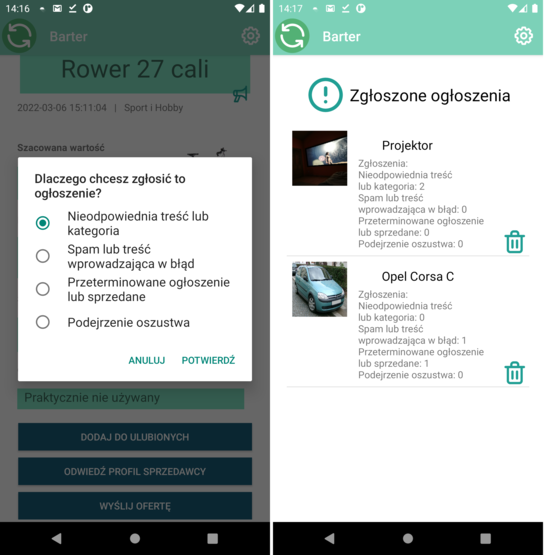 14:16
Barter
Rower 27 cali
2022-03-06 15:11:04 | Sport i Hobby
Szacowana wartość
Dlaczego chcesz zgłosić to
ogłoszenie?
Nieodpowiednia treść lub
kategoria
Spam lub treść
wprowadzająca w błąd
Przeterminowane ogłoszenie
lub sprzedane
Podejrzenie oszustwa
ANULUJ POTWIERDŹ
Praktycznie nie używany
DODAJ DO ULUBIONYCH
ODWIEDŹ PROFIL SPRZEDAWCY
WYŚLIJ OFERTĘ
14:17
Barter
Zgłoszone ogłoszenia
Projektor
Zgłoszenia:
Nieodpowiednia treść
lub kategoria: 2
Spam lub treść
wprowadzająca w błąd: 0
Przeterminowane ogłoszenie
lub sprzedane: 0
Podejrzenie oszustwa: 0
Opel Corsa C
Zgłoszenia:
Nieodpowiednia treść
lub kategoria: 0
Spam lub treść
wprowadzająca w błąd: 1
Przeterminowane ogłoszenie
lub sprzedane: 1
Podejrzenie oszustwa: 0